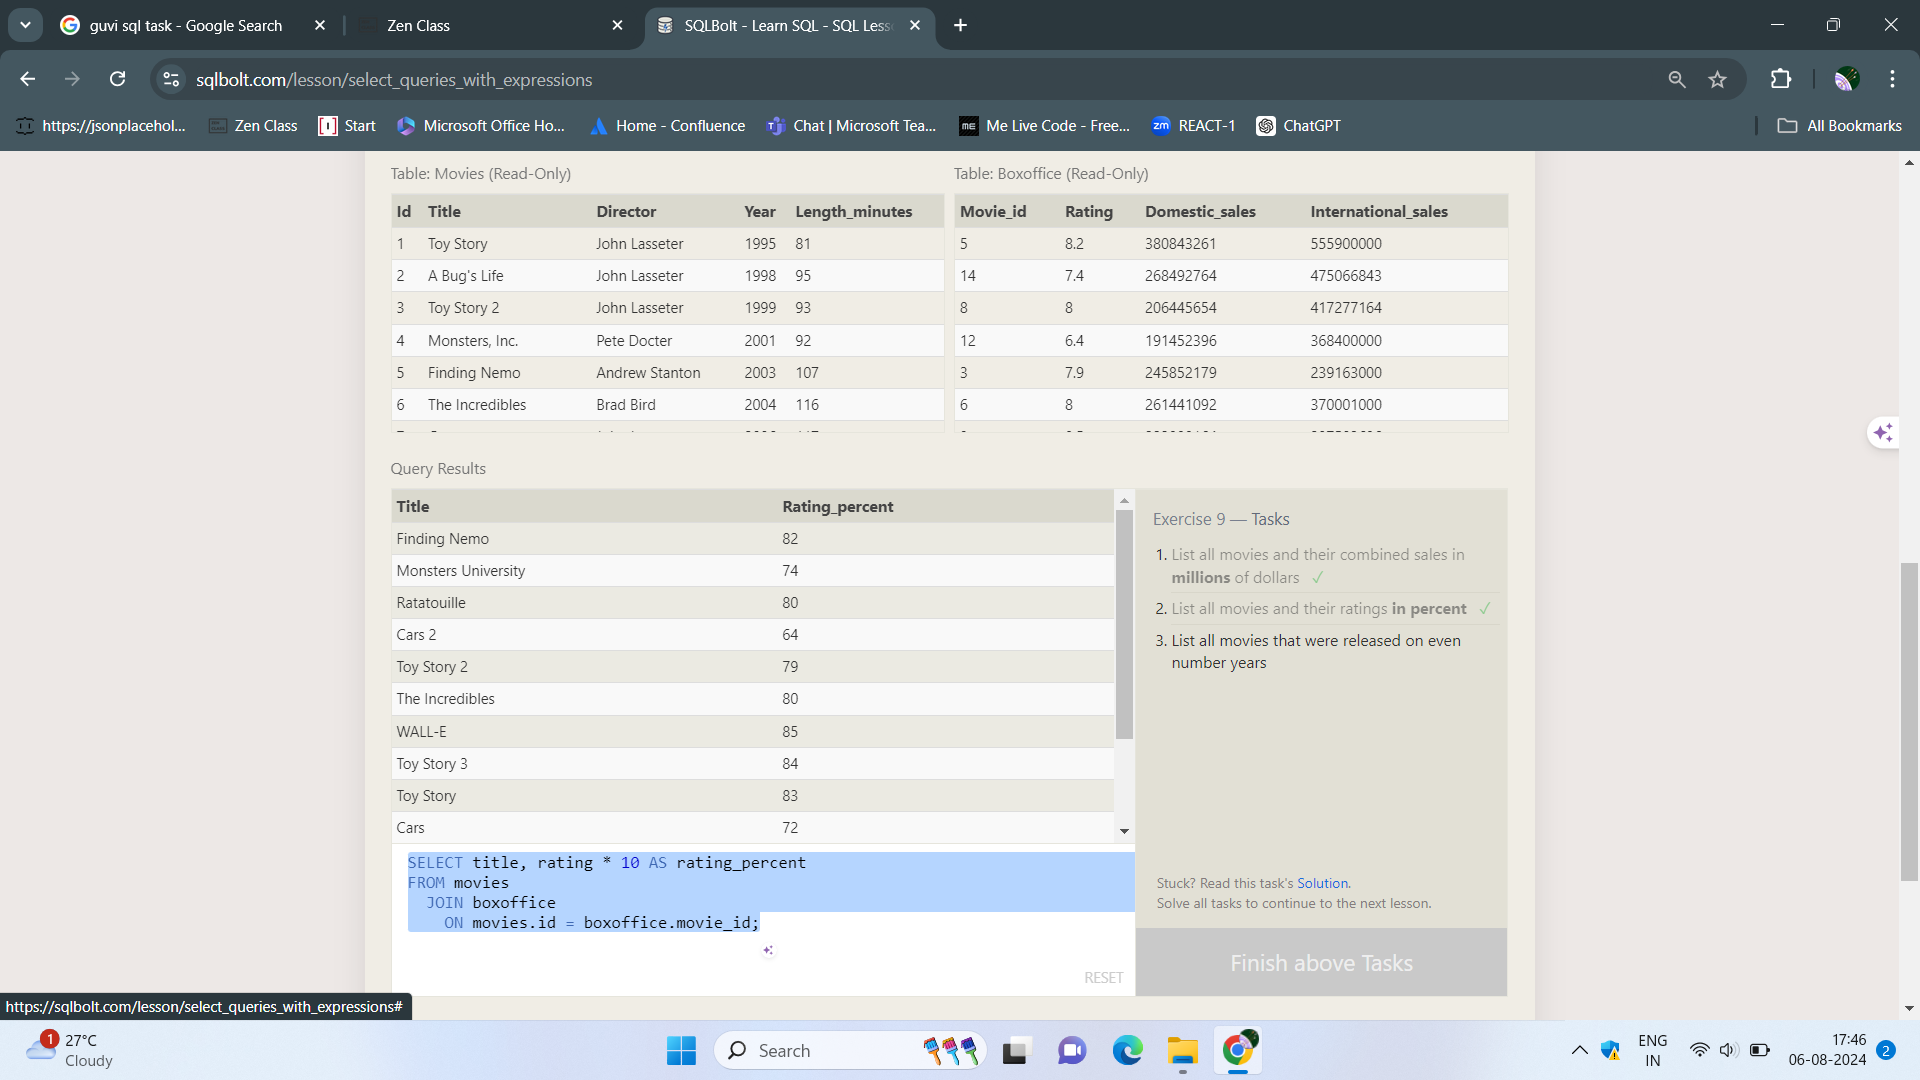 guvi sql task - Google Search
Zen Class
SQLBolt - Learn SQL - SQL Less
sqlbolt.com/lesson/select_queries_with_expressions
https://jsonplacehol...
Zen Class
Start
Microsoft Office Ho...
Home - Confluence
Chat | Microsoft Tea...
ME Me Live Code - Free...
zm REACT-1
ChatGPT
All Bookmarks
Table: Movies (Read-Only)
Id Title Director Year Length_minutes
1 Toy Story John Lasseter 1995 81
2 A Bug's Life John Lasseter 1998 95
3 Toy Story 2 John Lasseter 1999 93
4 Monsters, Inc. Pete Docter 2001 92
5 Finding Nemo Andrew Stanton 2003 107
6 The Incredibles Brad Bird 2004 116
Table: Boxoffice (Read-Only)
Movie_id Rating Domestic_sales International_sales
5 8.2 380843261 555900000
14 7.4 268492764 475066843
8 8 206445654 417277164
12 6.4 191452396 368400000
3 7.9 245852179 239163000
6 8 261441092 370001000
Query Results
Title Rating_percent
Finding Nemo 82
Monsters University 74
Ratatouille 80
Cars 2 64
Toy Story 2 79
The Incredibles 80
WALL-E 85
Toy Story 3 84
Toy Story 83
Cars 72
SELECT title, rating * 10 AS rating_percent
FROM movies
JOIN boxoffice
ON movies.id = boxoffice.movie_id;
RESET
Exercise 9 — Tasks
1. List all movies and their combined sales in
millions of dollars ✓
2. List all movies and their ratings in percent ✓
3. List all movies that were released on even
number years
Stuck? Read this task's Solution.
Solve all tasks to continue to the next lesson.
Finish above Tasks
https://sqlbolt.com/lesson/select_queries_with_expressions#
1
27°C
Cloudy
Search
ENG
IN
17:46
06-08-2024
2